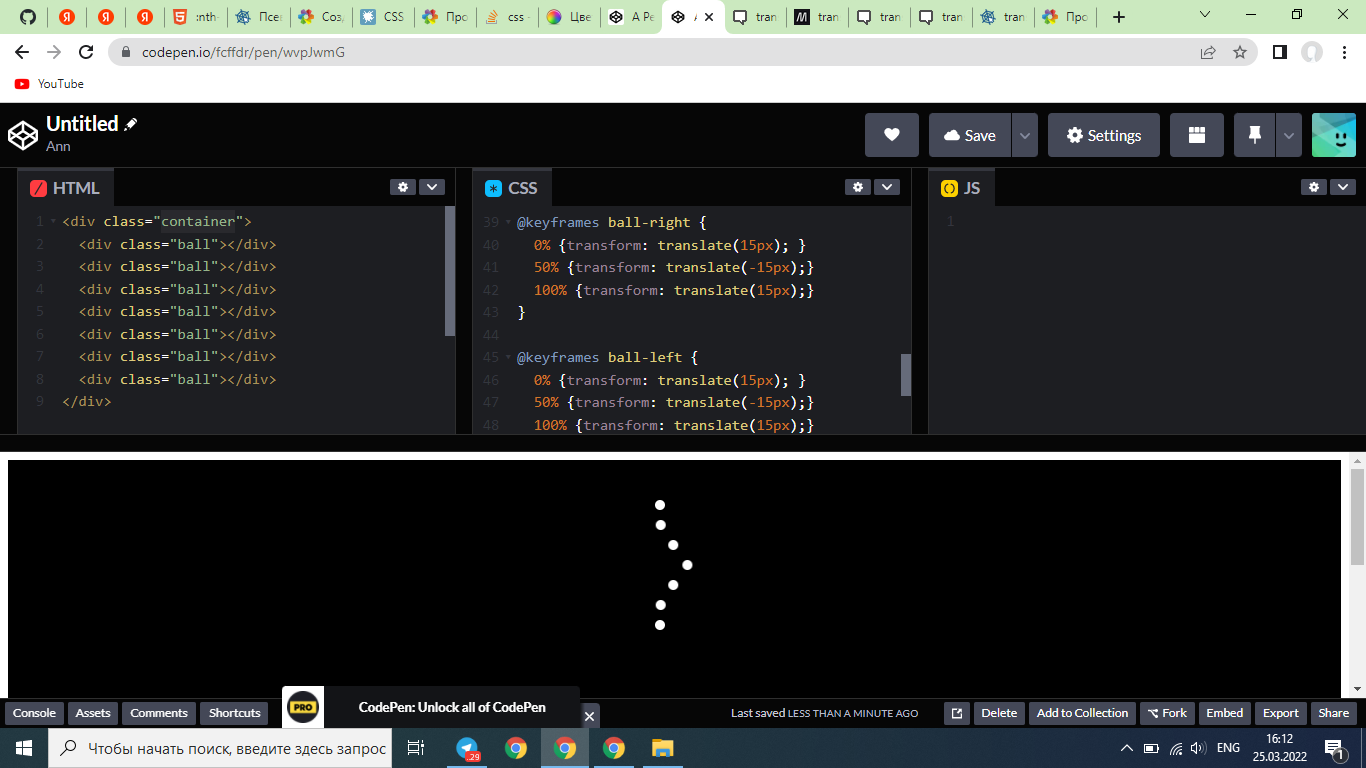 :nth-
Псе
Соз
CSS
Про
css -
Цве
A Pe
A
tran
tran
tran
tran
tran
Про
codepen.io/fcffdr/pen/wvpJwmG
YouTube
Untitled
Ann
Save
Settings
HTML
CSS
JS
1 <div class="container">
2 <div class="ball"></div>
3 <div class="ball"></div>
4 <div class="ball"></div>
5 <div class="ball"></div>
6 <div class="ball"></div>
7 <div class="ball"></div>
8 <div class="ball"></div>
9 </div>
39 @keyframes ball-right {
40 0% {transform: translate(15px); }
41 50% {transform: translate(-15px);}
42 100% {transform: translate(15px);}
43 }
44
45 @keyframes ball-left {
46 0% {transform: translate(15px); }
47 50% {transform: translate(-15px);}
48 100% {transform: translate(15px);}
1
Console
Assets
Comments
Shortcuts
PRO
CodePen: Unlock all of CodePen
Last saved LESS THAN A MINUTE AGO
Delete
Add to Collection
Fork
Embed
Export
Share
Чтобы начать поиск, введите здесь запрос
29
ENG
16:12
25.03.2022
1